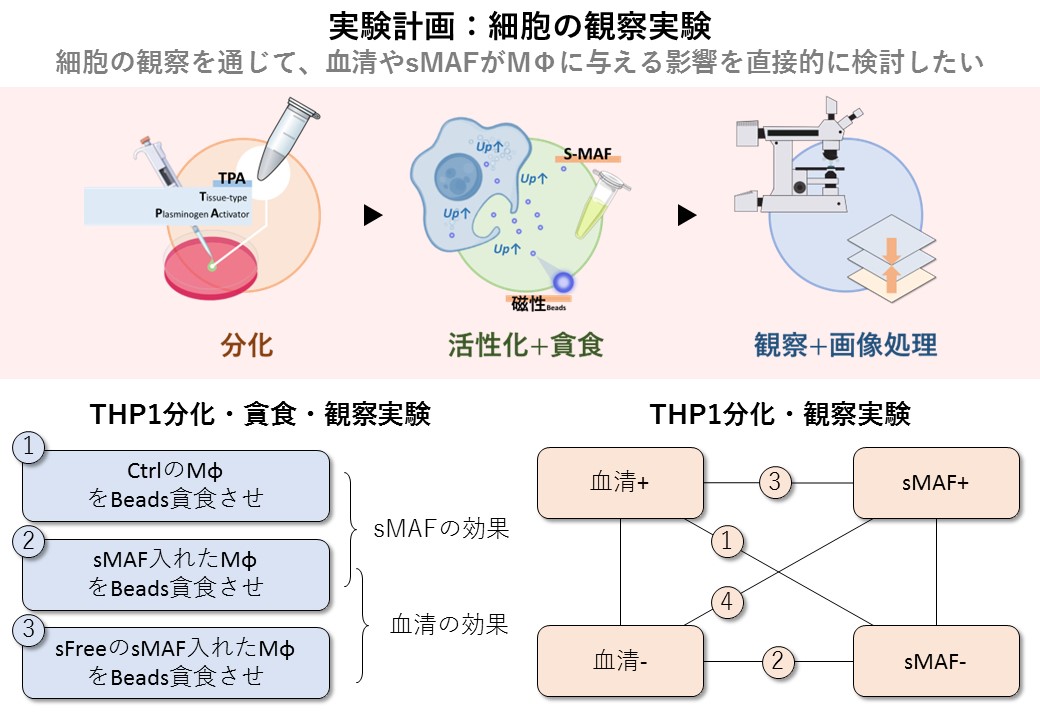 実験計画：細胞の観察実験
細胞の観察を通じて、血清やsMAFがMΦに与える影響を直接的に検討したい
TPA
Tissue-type
Plasminogen Activator
分化
Up↑
S-MAF
Up↑
Up↑
Up↑
磁性Beads
活性化+貪食
観察+画像処理
THP1分化・貪食・観察実験
1
CtrlのMφ
をBeads貪食させ
2
sMAF入れたMφ
をBeads貪食させ
3
sFreeのsMAF入れたMφ
をBeads貪食させ
sMAFの効果
血清の効果
THP1分化・観察実験
血清+
3
sMAF+
1
4
血清-
2
sMAF-